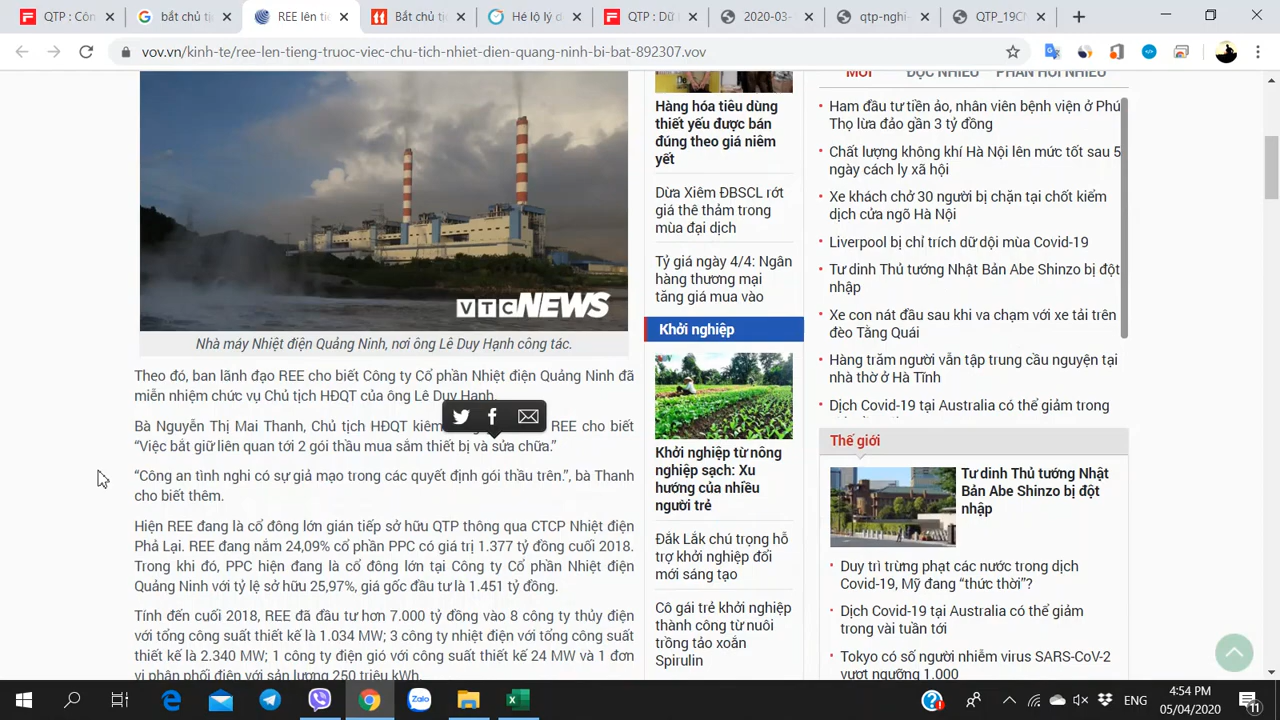 QTP : Côn
bắt chủ tị
REE lên tiế
Bắt chủ tị
Hé lộ lý d
QTP : Dữ l
2020-03-
qtp-nghi-
QTP_19CN
vov.vn/kinh-te/ree-len-tieng-truoc-viec-chu-tich-nhiet-dien-quang-ninh-bi-bat-892307.vov
VTC NEWS
Nhà máy Nhiệt điện Quảng Ninh, nơi ông Lê Duy Hạnh công tác.
Theo đó, ban lãnh đạo REE cho biết Công ty Cổ phần Nhiệt điện Quảng Ninh đã
miễn nhiệm chức vụ Chủ tịch HĐQT của ông Lê Duy Hạnh.
Bà Nguyễn Thị Mai Thanh, Chủ tịch HĐQT kiêm REE cho biết
“Việc bắt giữ liên quan tới 2 gói thầu mua sắm thiết bị và sửa chữa.”
“Công an tình nghi có sự giả mạo trong các quyết định gói thầu trên.”, bà Thanh
cho biết thêm.
Hiện REE đang là cổ đông lớn gián tiếp sở hữu QTP thông qua CTCP Nhiệt điện
Phả Lại. REE đang nắm 24,09% cổ phần PPC có giá trị 1.377 tỷ đồng cuối 2018.
Trong khi đó, PPC hiện đang là cổ đông lớn tại Công ty Cổ phần Nhiệt điện
Quảng Ninh với tỷ lệ sở hữu 25,97%, giá gốc đầu tư là 1.451 tỷ đồng.
Tính đến cuối 2018, REE đã đầu tư hơn 7.000 tỷ đồng vào 8 công ty thủy điện
với tổng công suất thiết kế là 1.034 MW; 3 công ty nhiệt điện với tổng công suất
thiết kế là 2.340 MW; 1 công ty điện gió với công suất thiết kế 24 MW và 1 đơn
vị phân phối điện với sản lượng 250 triệu kWh.
Hàng hóa tiêu dùng
thiết yếu được bán
đúng theo giá niêm
yết
Dừa Xiêm ĐBSCL rớt
giá thê thảm trong
mùa đại dịch
Tỷ giá ngày 4/4: Ngân
hàng thương mại
tăng giá mua vào
Khởi nghiệp
Khởi nghiệp từ nông
nghiệp sạch: Xu
hướng của nhiều
người trẻ
Đắk Lắk chú trọng hỗ
trợ khởi nghiệp đổi
mới sáng tạo
Cô gái trẻ khởi nghiệp
thành công từ nuôi
trồng tảo xoắn
Spirulin
MỚI ĐỌC NHIỀU PHẢN HỒI NHIỀU
Ham đầu tư tiền ảo, nhân viên bệnh viện ở Phú
Thọ lừa đảo gần 3 tỷ đồng
Chất lượng không khí Hà Nội lên mức tốt sau 5
ngày cách ly xã hội
Xe khách chở 30 người bị chặn tại chốt kiểm
dịch cửa ngõ Hà Nội
Liverpool bị chỉ trích dữ dội mùa Covid-19
Tư dinh Thủ tướng Nhật Bản Abe Shinzo bị đột
nhập
Xe con nát đầu sau khi va chạm với xe tải trên
đèo Tằng Quái
Hàng trăm người vẫn tập trung cầu nguyện tại
nhà thờ ở Hà Tĩnh
Dịch Covid-19 tại Australia có thể giảm trong
Thế giới
Tư dinh Thủ tướng Nhật
Bản Abe Shinzo bị đột
nhập
Duy trì trừng phạt các nước trong dịch
Covid-19, Mỹ đang “thức thời”?
Dịch Covid-19 tại Australia có thể giảm
trong vài tuần tới
Tokyo có số người nhiễm virus SARS-CoV-2
vượt ngưỡng 1.000
Zalo
ENG
4:54 PM
05/04/2020
11